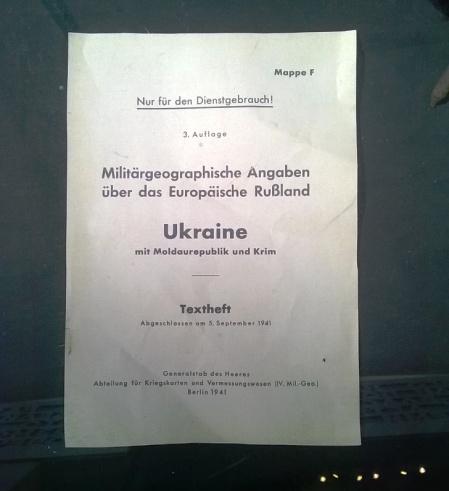 Mappe F
Nur für den Dienstgebrauch!
3. Auflage
Militärgeographische Angaben
über das Europäische Rußland
Ukraine
mit Moldaurepublik und Krim
Textheft
Abgeschlossen am 5. September 1941
Generalstab des Heeres
Abteilung für Kriegskarten und Vermessungswesen (IV. Mil.-Geo.)
Berlin 1941